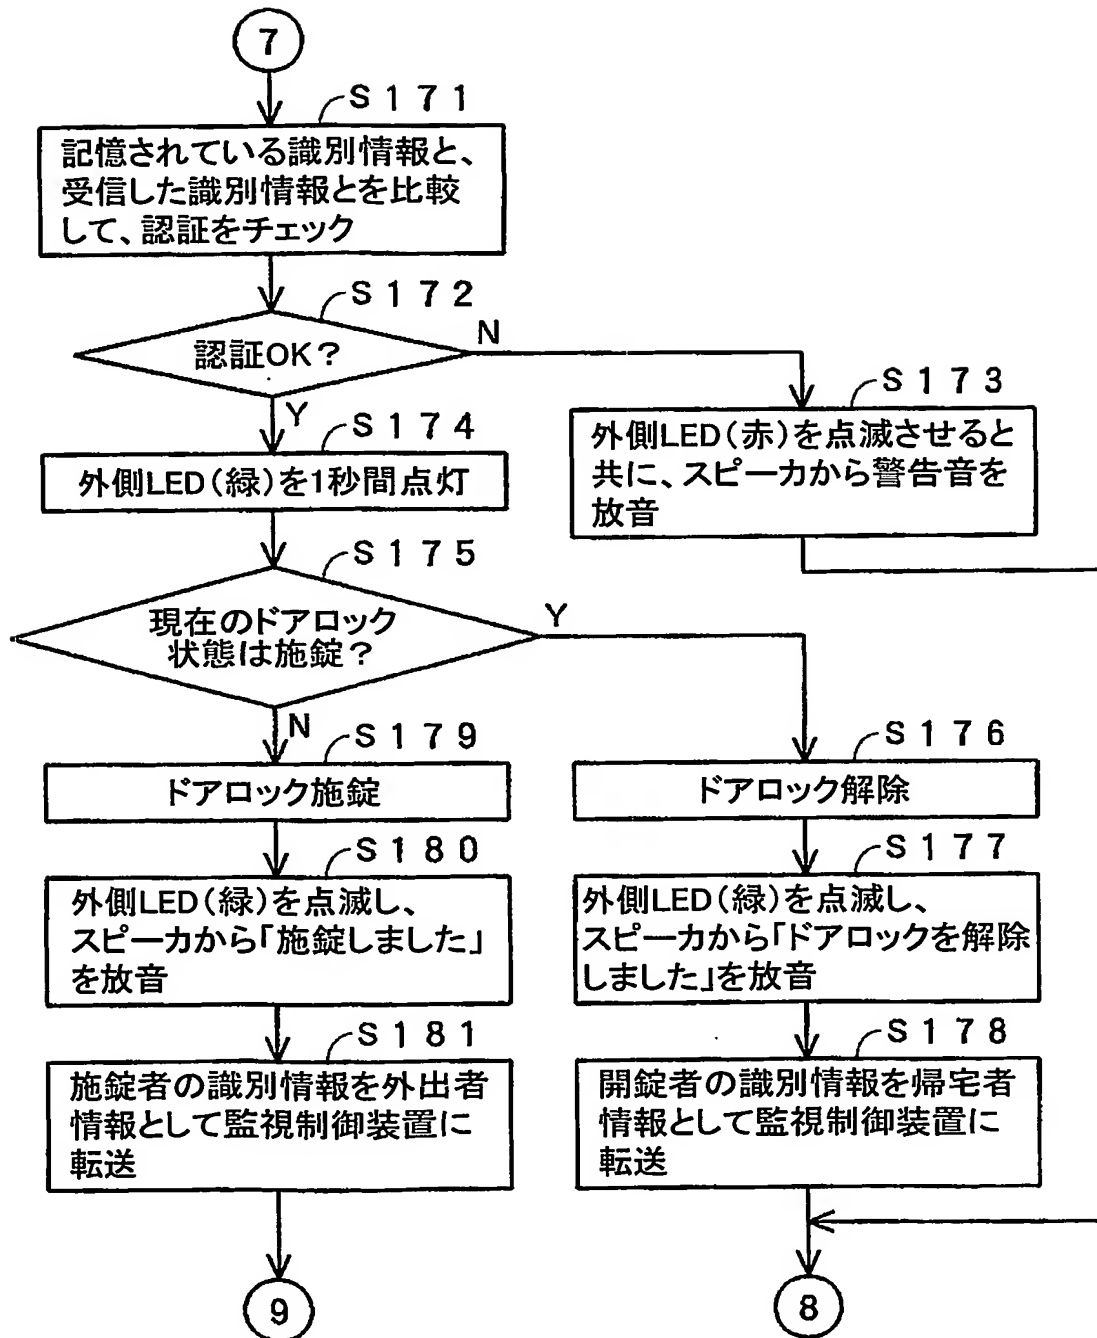 7
S171
記憶されている識別情報と、
受信した識別情報とを比較
して、認証をチェック
S172
認証OK?
N
Y
S173
外側LED(赤)を点滅させると
共に、スピーカから警告音を
放音
S174
外側LED(緑)を1秒間点灯
S175
現在のドアロック
状態は施錠?
Y
N
S179
ドアロック施錠
S180
外側LED(緑)を点滅し、
スピーカから「施錠しました」
を放音
S181
施錠者の識別情報を外出者
情報として監視制御装置に
転送
9
S176
ドアロック解除
S177
外側LED(緑)を点滅し、
スピーカから「ドアロックを解除
しました」を放音
S178
開錠者の識別情報を帰宅者
情報として監視制御装置に
転送
8